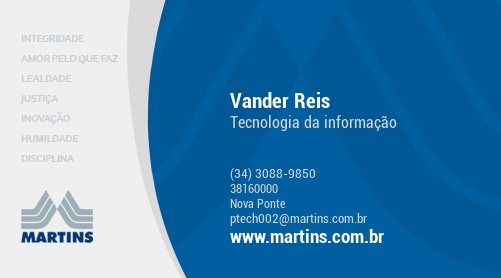 INTEGRIDADE
AMOR PELO QUE FAZ
LEALDADE
JUSTIÇA
INOVAÇÃO
HUMILDADE
DISCIPLINA
MARTINS
Vander Reis
Tecnologia da informação
(34) 3088-9850
38160000
Nova Ponte
ptech002@martins.com.br
www.martins.com.br